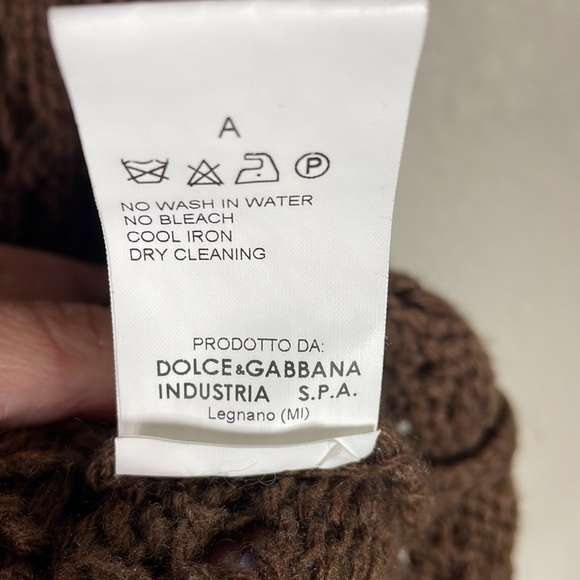 A
P
NO WASH IN WATER
NO BLEACH
COOL IRON
DRY CLEANING
PRODOTTO DA:
DOLCE&GABBANA
INDUSTRIA S.P.A.
Legnano (MI)